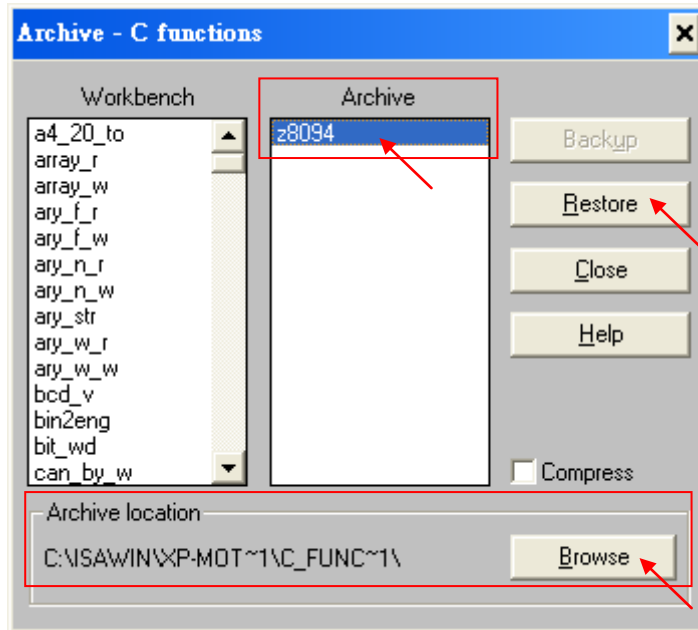 Archive - C functions
Workbench
Archive
a4_20_to
array_r
array_w
ary_f_r
ary_f_w
ary_n_r
ary_n_w
ary_str
ary_w_r
ary_w_w
bcd_v
bin2eng
bit_wd
can_by_w
z8094
Backup
Restore
Close
Help
Compress
Archive location
C:\ISAWIN\XP-MOT~1\C_FUNC~1\
Browse